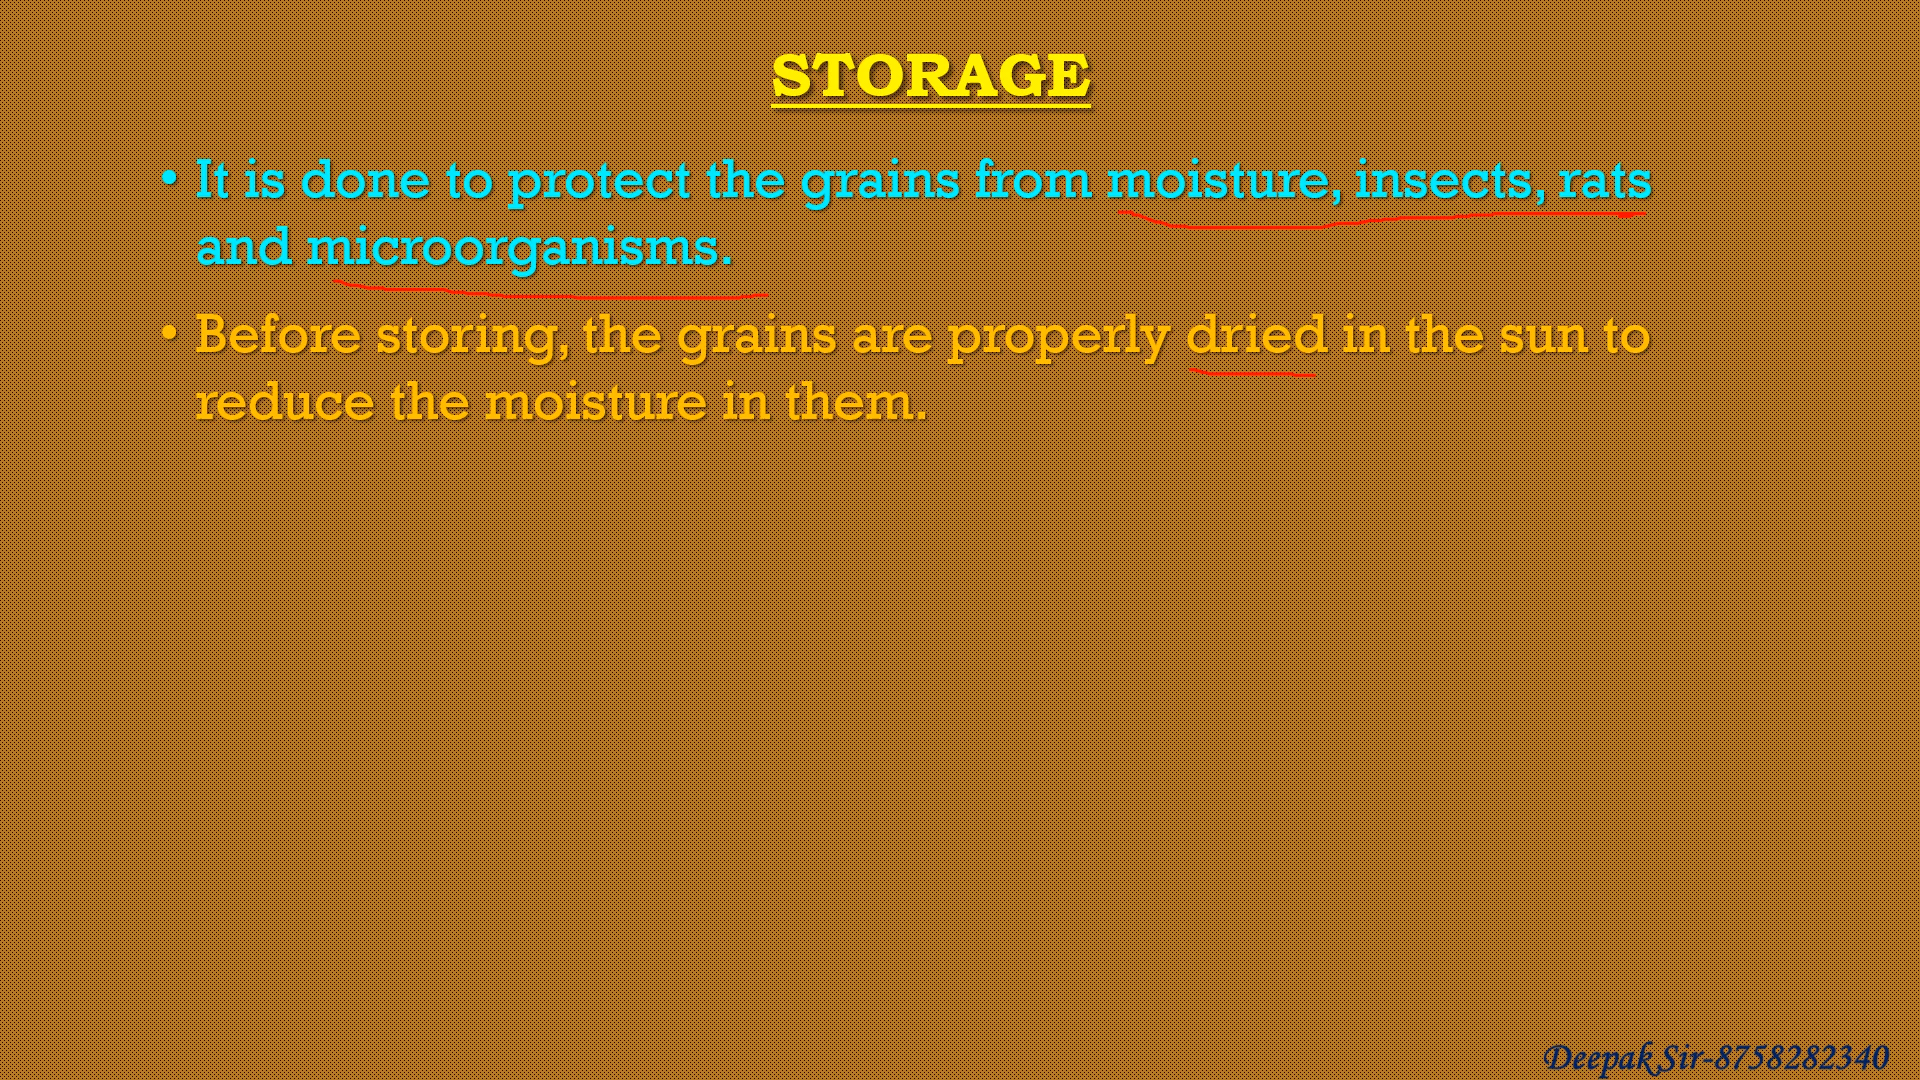 STORAGE
• It is done to protect the grains from moisture, insects, rats
and microorganisms.
• Before storing, the grains are properly dried in the sun to
reduce the moisture in them.
Deepak Sir-8758282340